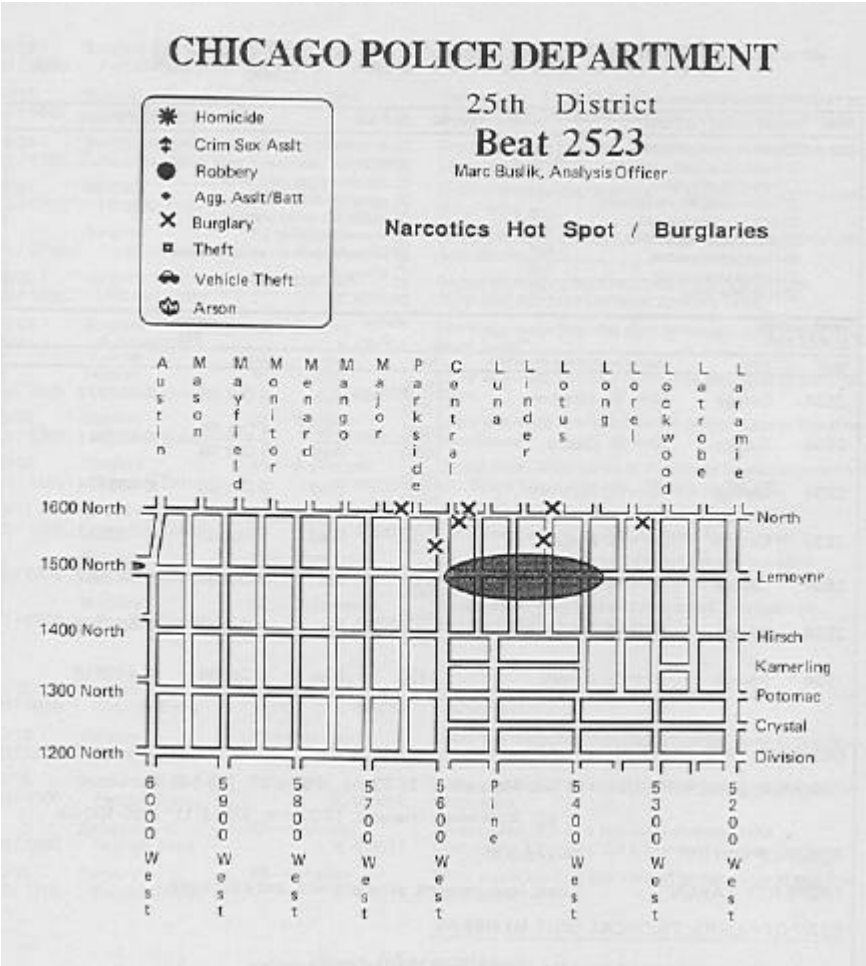 CHICAGO POLICE DEPARTMENT
25th District
Beat 2523
Marc Buslik, Analysis Officer
Narcotics Hot Spot / Burglaries
Homicide
Crim Sex Asslt
Robbery
Agg. Asslt/Batt
Burglary
Theft
Vehicle Theft
Arson
Austin
Mason
Mayfield
Monitor
Menard
Mango
Major
Parkside
Central
Luna
Linder
Lotus
Long
Lorel
Lockwood
Latrobe
Laramie
1600 North
1500 North
1400 North
1300 North
1200 North
North
Lemoyne
Hirsch
Kamerling
Potomac
Crystal
Division
6000 West
5900 West
5800 West
5700 West
5600 West
Pine
5400 West
5300 West
5200 West